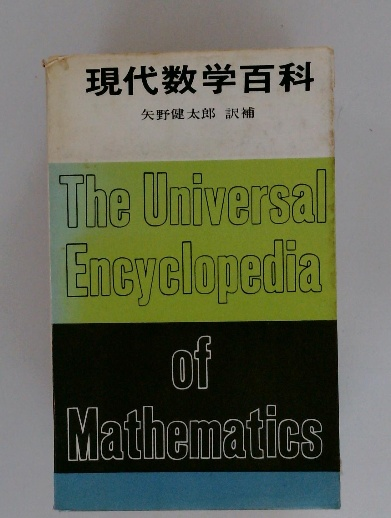 現代数学百科
矢野健太郎 訳補
The Universal
Encyclopedia
of
Mathematics